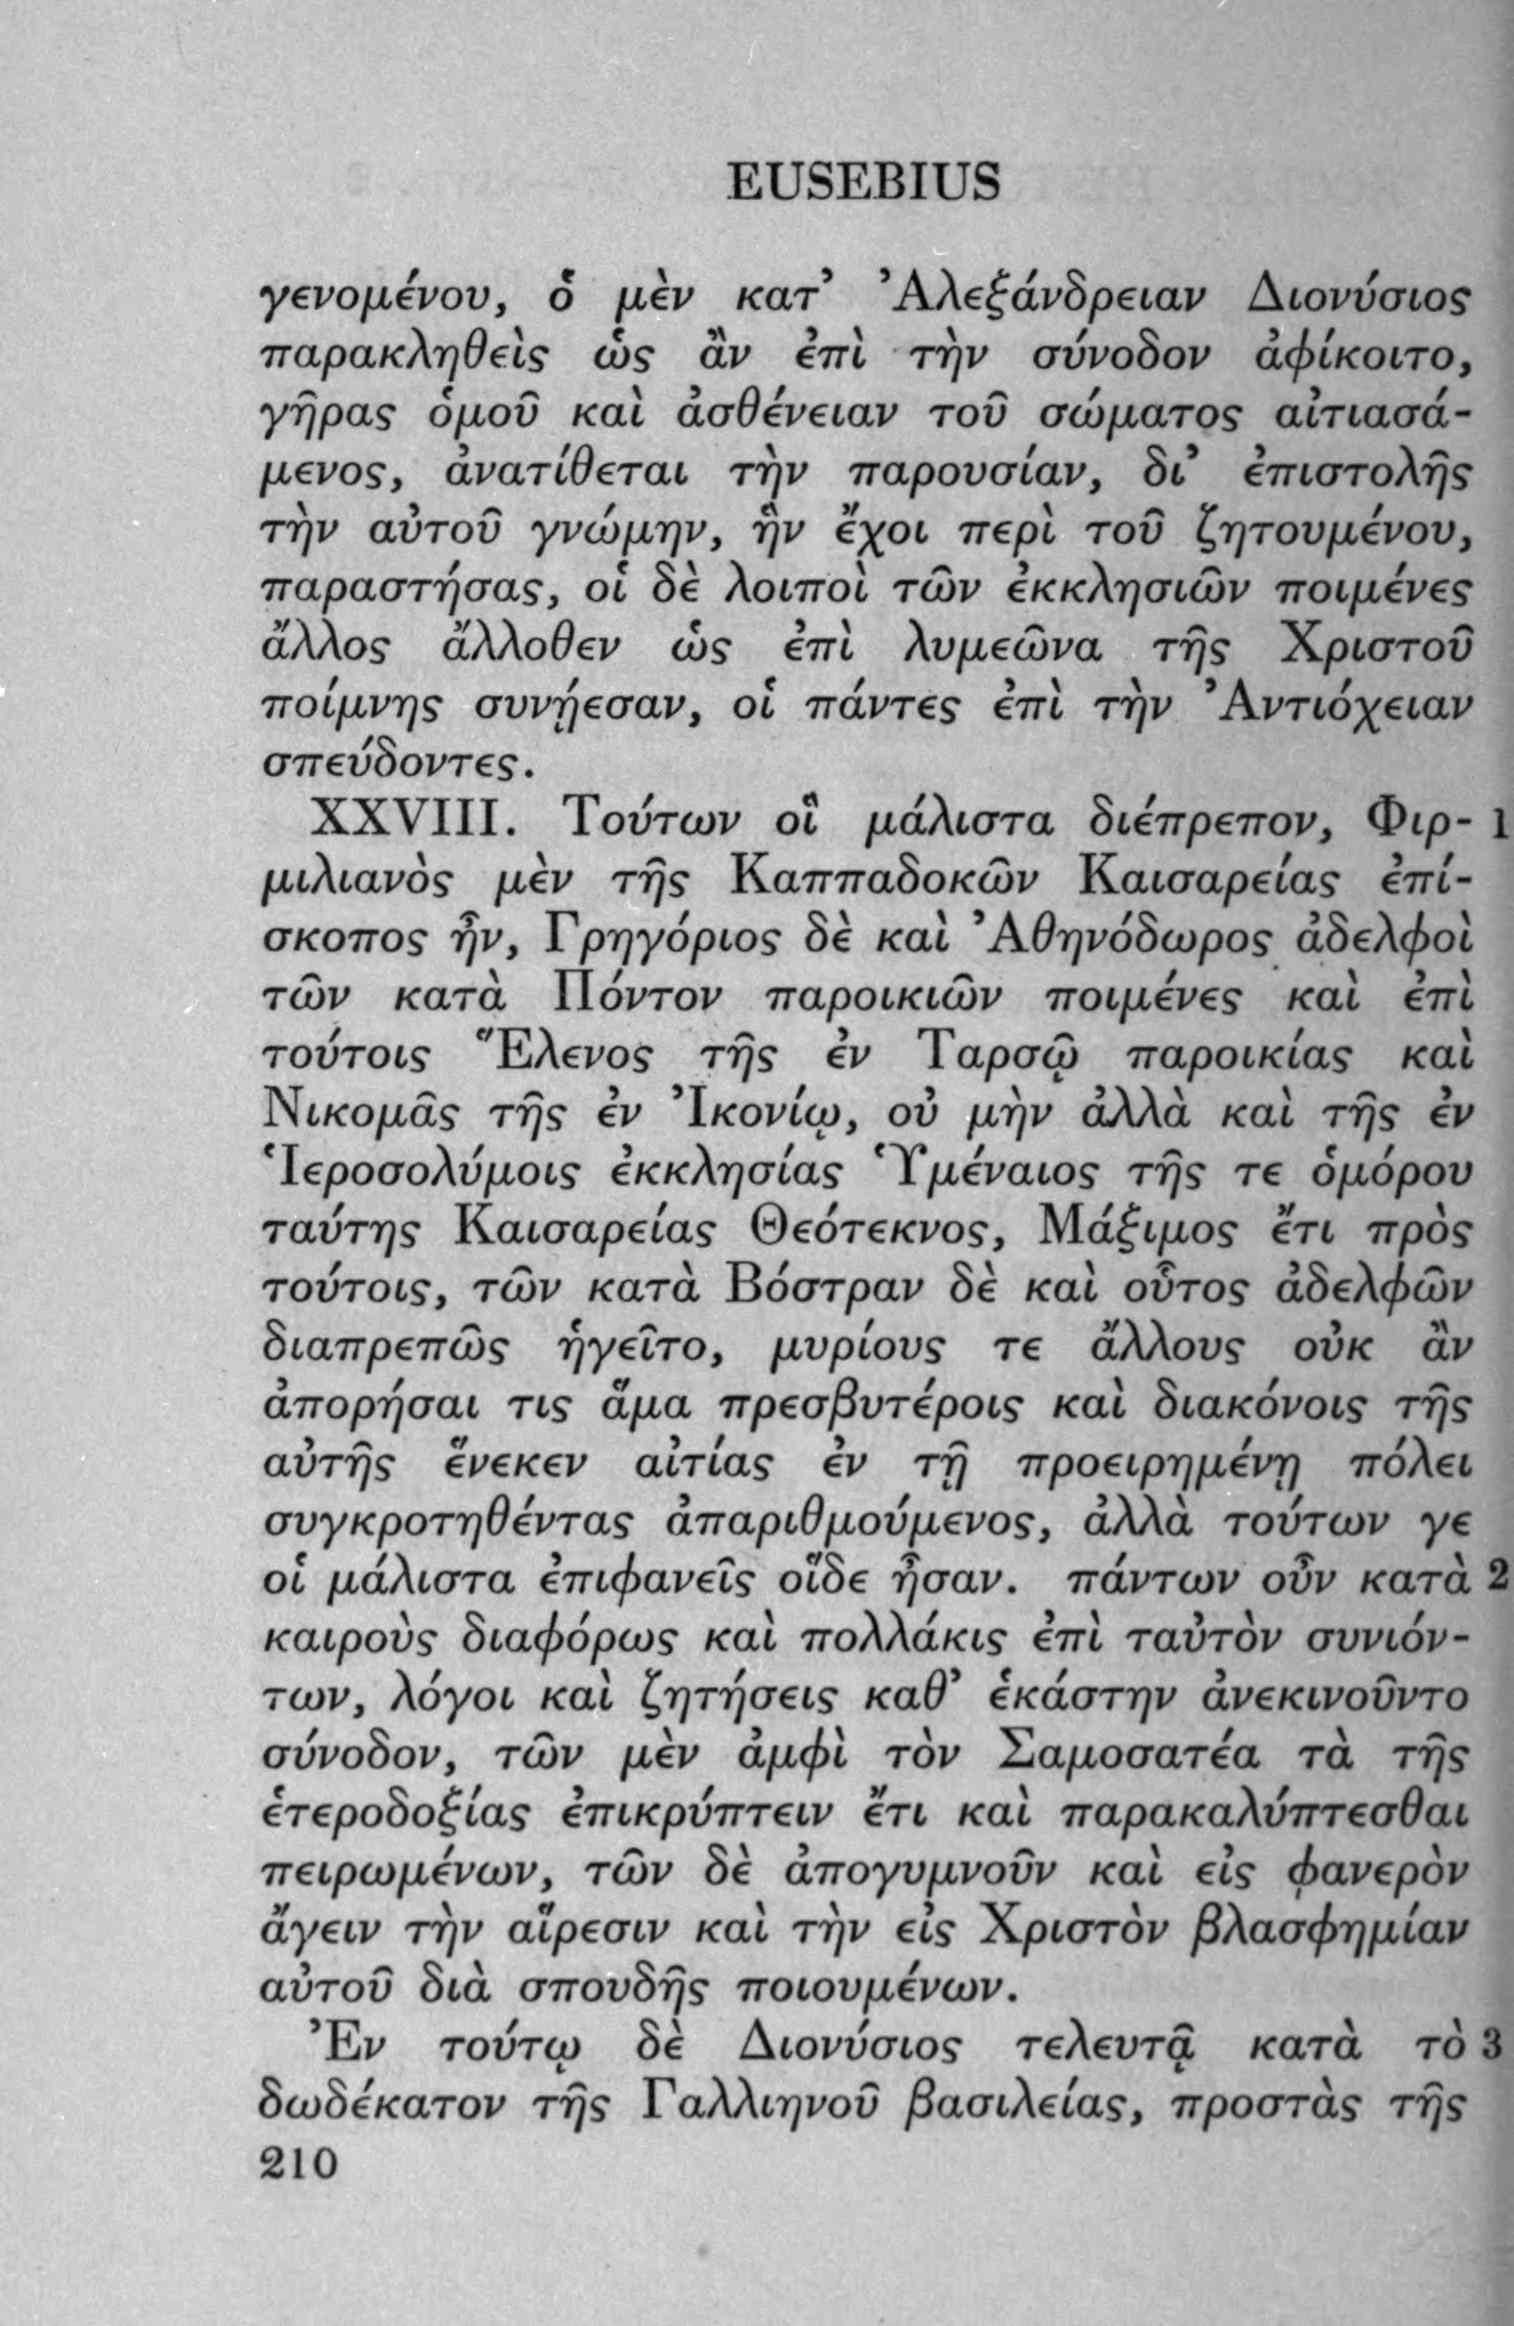 EUSEBIUS
γενομένου, ὁ μὲν κατ’ Ἀλεξάνδρειαν Διονύσιος
παρακληθεὶς ὡς ἂν ἐπὶ τὴν σύνοδον ἀφίκοιτο,
γῆρας ὁμοῦ καὶ ἀσθένειαν τοῦ σώματος αἰτιασά-
μενος, ἀνατίθεται τὴν παρουσίαν, δι’ ἐπιστολῆς
τὴν αὐτοῦ γνώμην, ἣν ἔχοι περὶ τοῦ ζητουμένου,
παραστήσας, οἱ δὲ λοιποὶ τῶν ἐκκλησιῶν ποιμένες
ἄλλος ἄλλοθεν ὡς ἐπὶ λυμεῶνα τῆς Χριστοῦ
ποίμνης συνῄεσαν, οἱ πάντες ἐπὶ τὴν Ἀντιόχειαν
σπεύδοντες.
XXVIII. Τούτων οἳ μάλιστα διέπρεπον, Φιρ- 1
μιλιανὸς μὲν τῆς Καππαδοκῶν Καισαρείας ἐπί-
σκοπος ἦν, Γρηγόριος δὲ καὶ Ἀθηνόδωρος ἀδελφοὶ
τῶν κατὰ Πόντον παροικιῶν ποιμένες καὶ ἐπὶ
τούτοις Ἕλενος τῆς ἐν Ταρσῷ παροικίας καὶ
Νικομᾶς τῆς ἐν Ἰκονίῳ, οὐ μὴν ἀλλὰ καὶ τῆς ἐν
Ἱεροσολύμοις ἐκκλησίας Ὑμέναιος τῆς τε ὁμόρου
ταύτης Καισαρείας Θεότεκνος, Μάξιμος ἔτι πρὸς
τούτοις, τῶν κατὰ Βόστραν δὲ καὶ οὗτος ἀδελφῶν
διαπρεπῶς ἡγεῖτο, μυρίους τε ἄλλους οὐκ ἂν
ἀπορήσαι τις ἅμα πρεσβυτέροις καὶ διακόνοις τῆς
αὐτῆς ἕνεκεν αἰτίας ἐν τῇ προειρημένῃ πόλει
συγκροτηθέντας ἀπαριθμούμενος, ἀλλὰ τούτων γε
οἱ μάλιστα ἐπιφανεῖς οἵδε ἦσαν. πάντων οὖν κατὰ 2
καιροὺς διαφόρως καὶ πολλάκις ἐπὶ ταὐτὸν συνιόν-
των, λόγοι καὶ ζητήσεις καθ’ ἑκάστην ἀνεκινοῦντο
σύνοδον, τῶν μὲν ἀμφὶ τὸν Σαμοσατέα τὰ τῆς
ἑτεροδοξίας ἐπικρύπτειν ἔτι καὶ παρακαλύπτεσθαι
πειρωμένων, τῶν δὲ ἀπογυμνοῦν καὶ εἰς φανερὸν
ἄγειν τὴν αἵρεσιν καὶ τὴν εἰς Χριστὸν βλασφημίαν
αὐτοῦ διὰ σπουδῆς ποιουμένων.
Ἐν τούτῳ δὲ Διονύσιος τελευτᾷ κατὰ τὸ 3
δωδέκατον τῆς Γαλλιηνοῦ βασιλείας, προστὰς τῆς
210